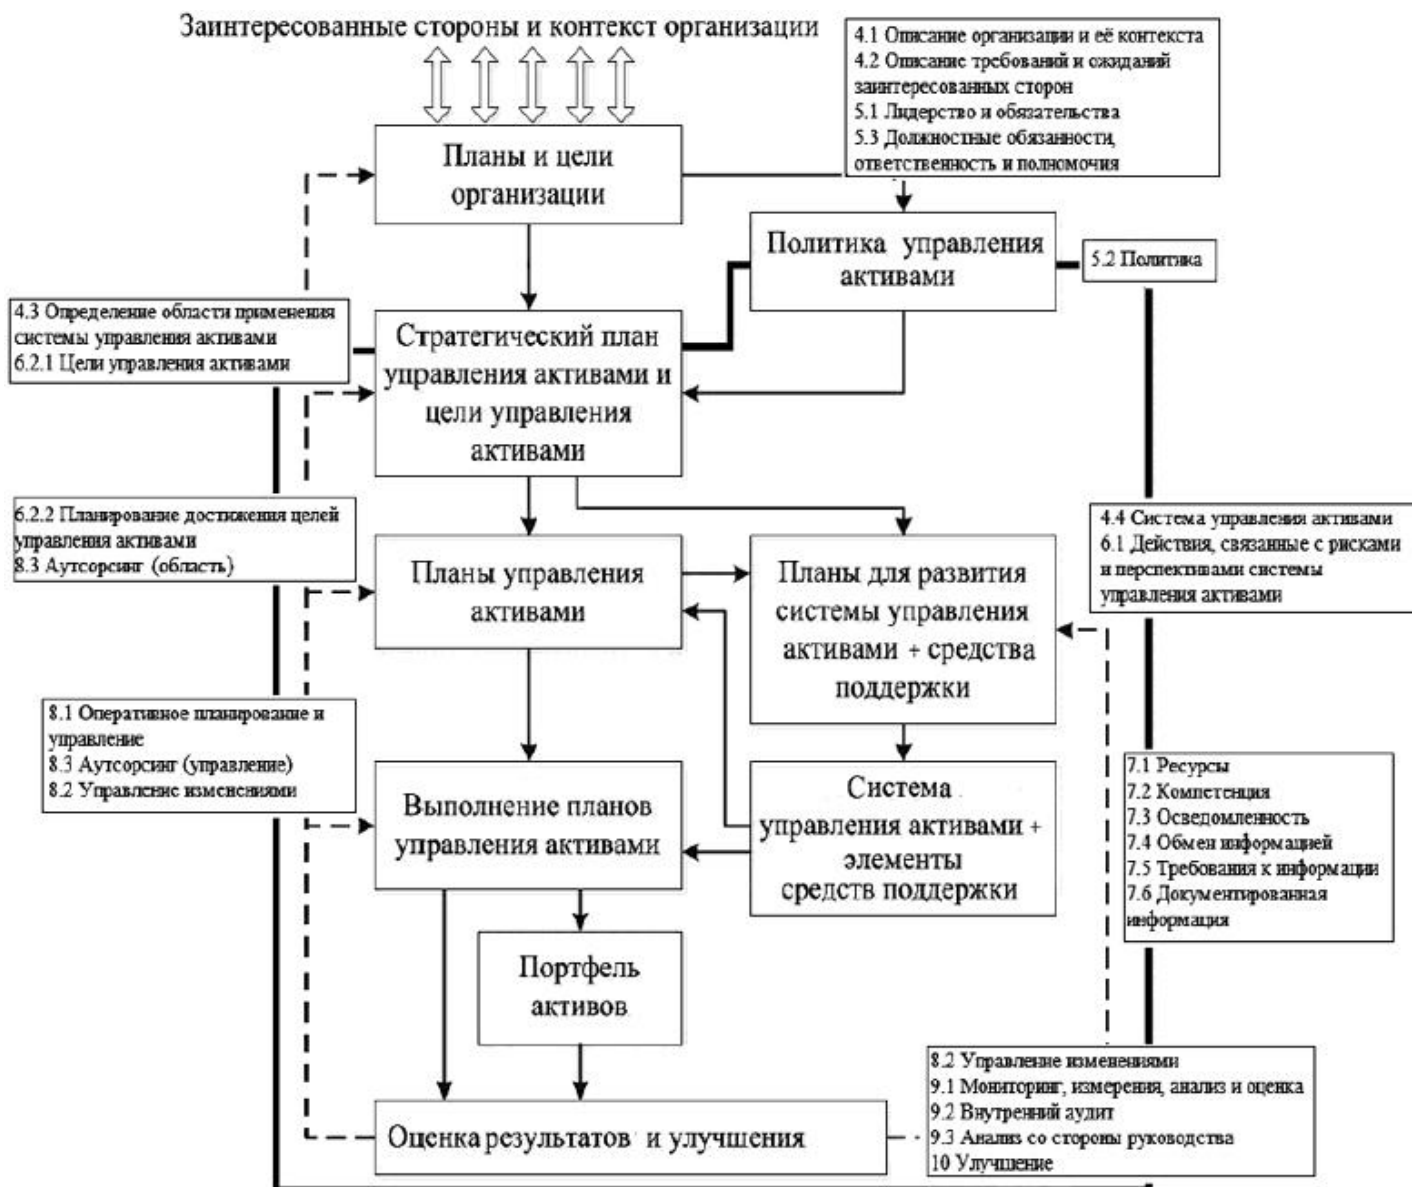 Заинтересованные стороны и контекст организации
4.1 Описание организации и её контекста
4.2 Описание требований и ожиданий
заинтересованных сторон
5.1 Лидерство и обязательства
5.3 Должностные обязанности,
ответственность и полномочия
Планы и цели
организации
Политика управления
активами
5.2 Политика
4.3 Определение области применения
системы управления активами
6.2.1 Цели управления активами
Стратегический план
управления активами и
цели управления
активами
6.2.2 Планирование достижения целей
управления активами
8.3 Аутсорсинг (область)
4.4 Система управления активами
6.1 Действия, связанные с рисками
и перспективами системы
управления активами
Планы управления
активами
Планы для развития
системы управления
активами + средства
поддержки
8.1 Оперативное планирование и
управление
8.3 Аутсорсинг (управление)
8.2 Управление изменениями
Выполнение планов
управления активами
Система
управления активами +
элементы
средств поддержки
7.1 Ресурсы
7.2 Компетенция
7.3 Осведомленность
7.4 Обмен информацией
7.5 Требования к информации
7.6 Документированная
информация
Портфель
активов
8.2 Управление изменениями
9.1 Мониторинг, измерения, анализ и оценка
9.2 Внутренний аудит
9.3 Анализ со стороны руководства
10 Улучшение
Оценка результатов и улучшения